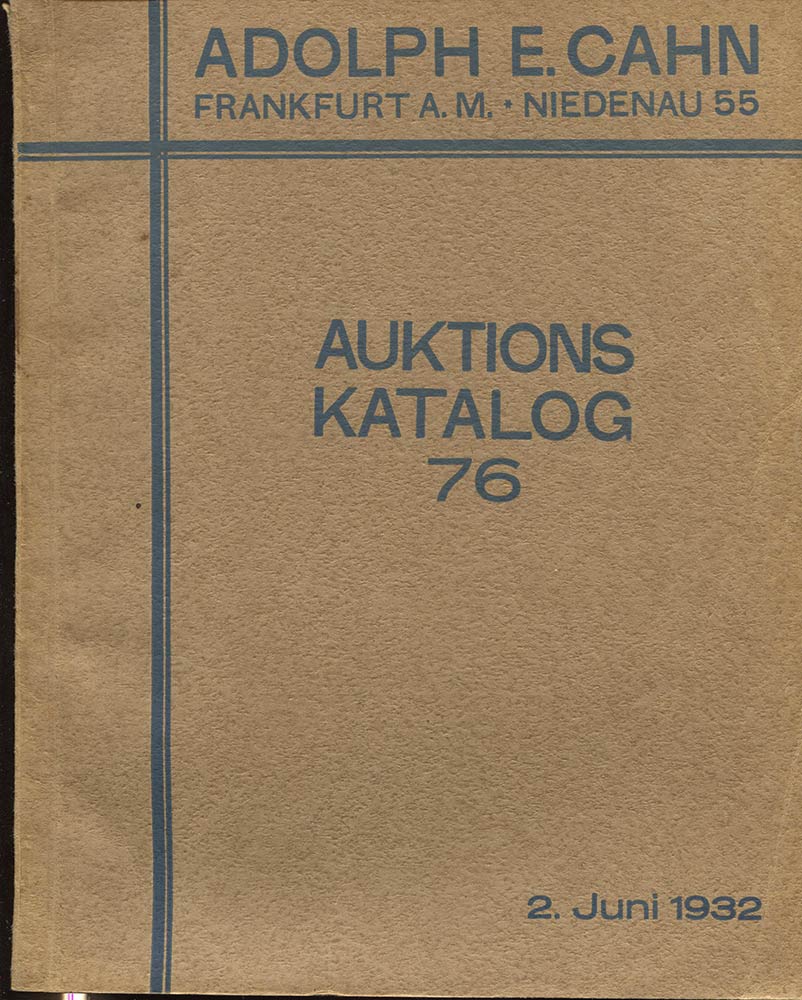 ADOLPH E. CAHN
FRANKFURT A. M. * NIEDENAU 55
AUKTIONS
KATALOG
76
2. Juni 1932